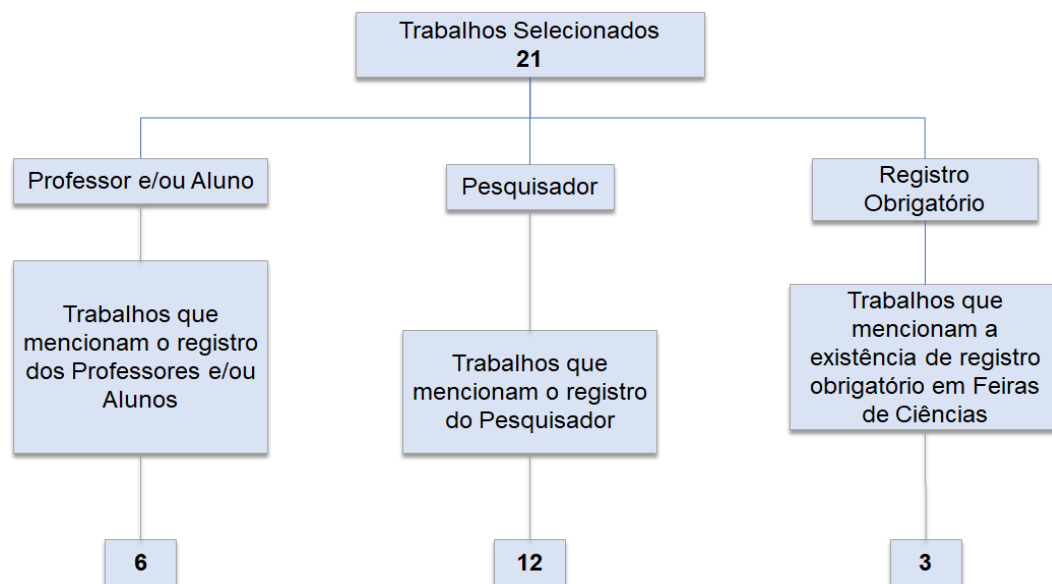 Trabalhos Selecionados
21
Professor e/ou Aluno
Pesquisador
Registro
Obrigatório
Trabalhos que
mencionam o registro
dos Professores e/ou
Alunos
Trabalhos que
mencionam o registro
do Pesquisador
Trabalhos que
mencionam a
existência de registro
obrigatório em Feiras
de Ciências
6
12
3